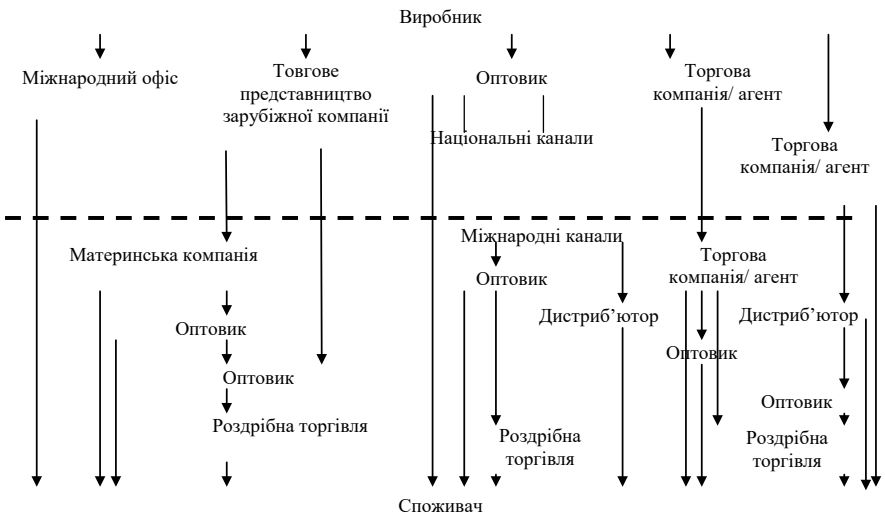 Виробник
Міжнародний офіс
Товгове
представництво
зарубіжної компанії
Оптовик
Торгова
компанія/ агент
Національні канали
Торгова
компанія/ агент
Міжнародні канали
Материнська компанія
Торгова
компанія/ агент
Оптовик
Дистриб’ютор
Дистриб’ютор
Оптовик
Оптовик
Оптовик
Оптовик
Роздрібна торгівля
Роздрібна
торгівля
Роздрібна
торгівля
Споживач